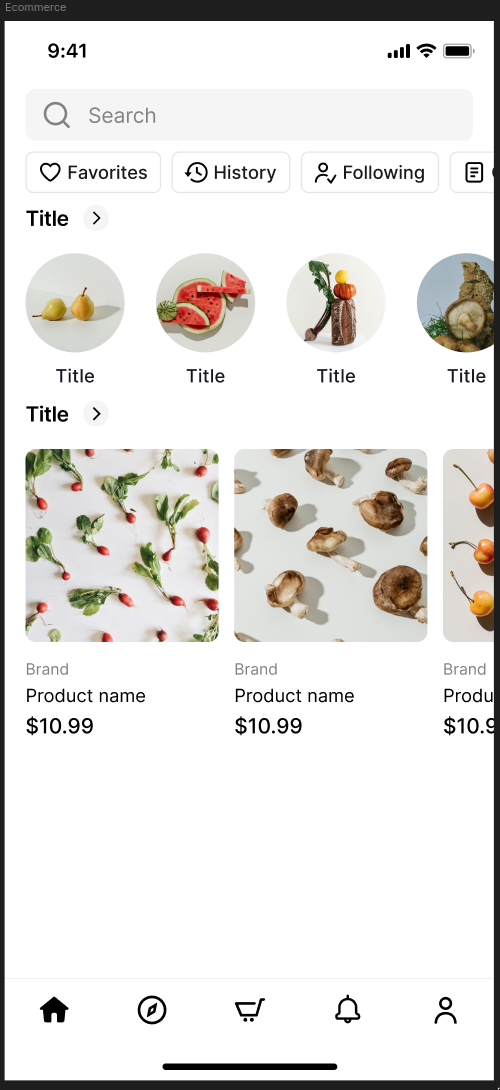 Ecommerce
9:41
Search
Favorites History Following
Title
Title Title Title Title
Title
Brand Brand Brand
Product name Product name Produ
$10.99 $10.99 $10.9